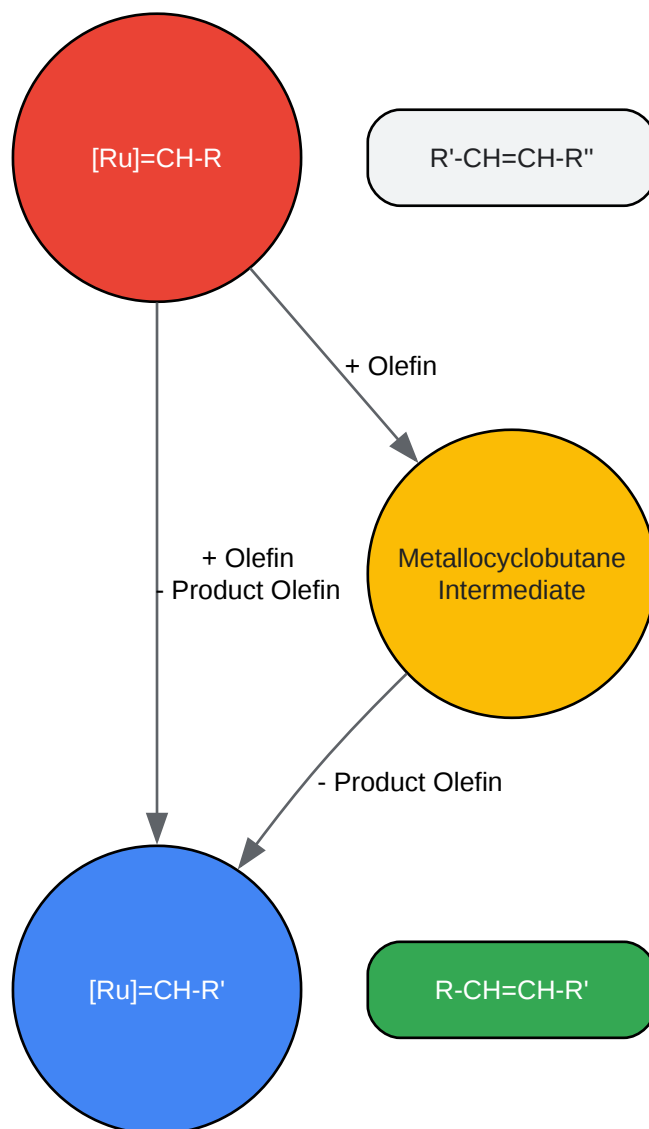 [Ru]=CH-R
R'-CH=CH-R"
+ Olefin
Metallocyclobutane
Intermediate
+ Olefin
- Product Olefin
- Product Olefin
[Ru]=CH-R'
R-CH=CH-R'